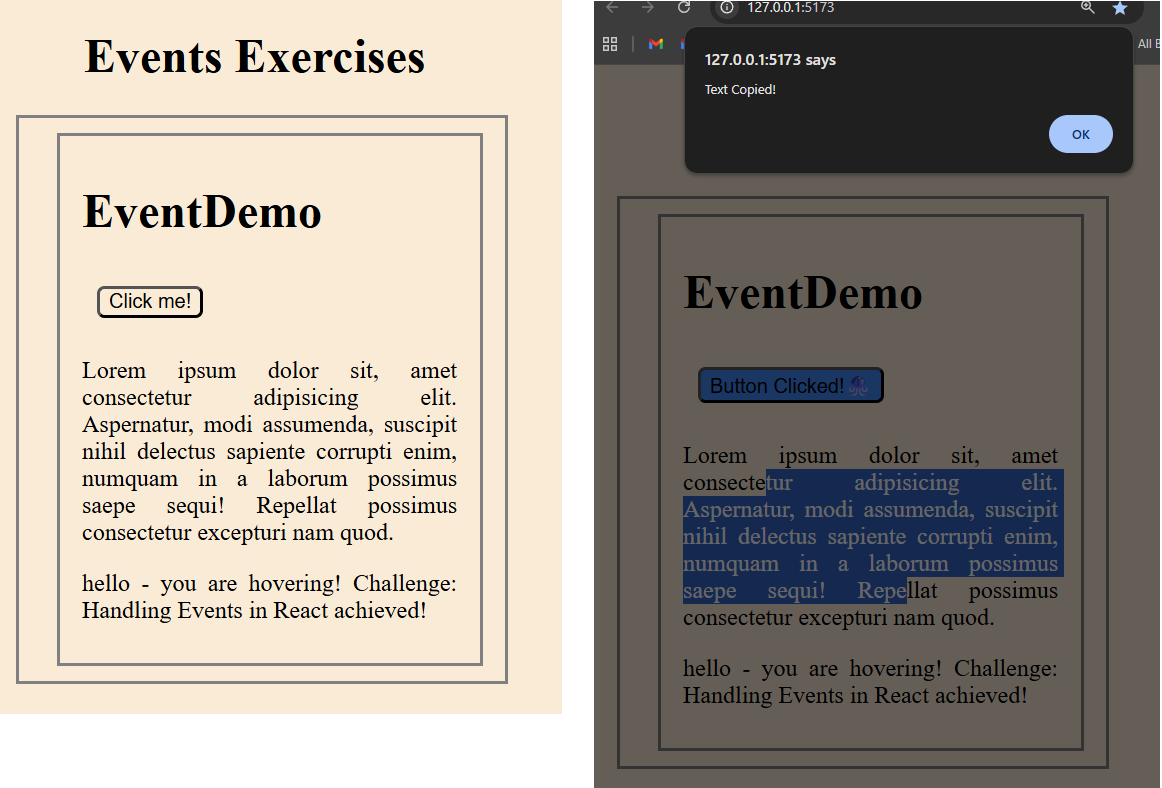 Events Exercises
EventDemo
Click me!
Lorem ipsum dolor sit, amet
consectetur adipisicing elit.
Aspernatur, modi assumenda, suscipit
nihil delectus sapiente corrupti enim,
numquam in a laborum possimus
saepe sequi! Repellat possimus
consectetur excepturi nam quod.
hello - you are hovering! Challenge:
Handling Events in React achieved!
127.0.0.1:5173
All B
127.0.0.1:5173 says
Text Copied!
OK
EventDemo
Button Clicked!🐙
Lorem ipsum dolor sit, amet
consectetur adipisicing elit.
Aspernatur, modi assumenda, suscipit
nihil delectus sapiente corrupti enim,
numquam in a laborum possimus
saepe sequi! Repellat possimus
consectetur excepturi nam quod.
hello - you are hovering! Challenge:
Handling Events in React achieved!